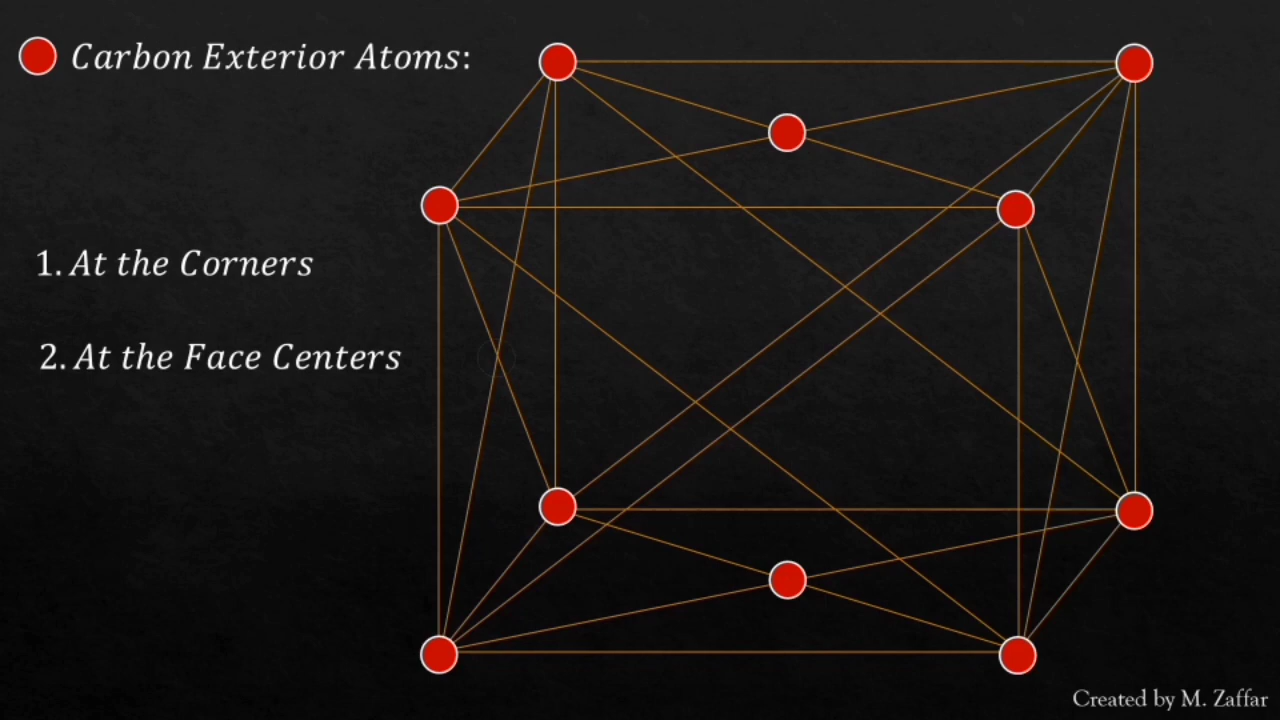 Carbon Exterior Atoms:
1. At the Corners
2. At the Face Centers
Created by M. Zaffar